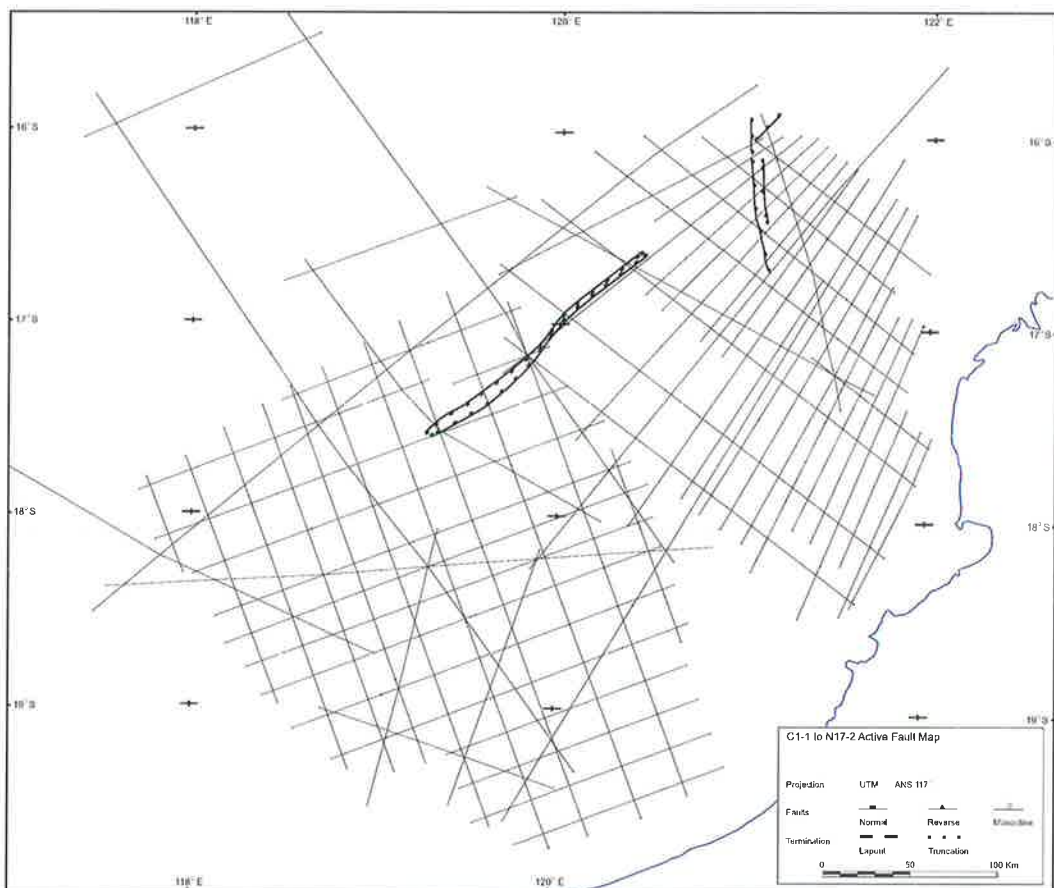 118° E
120° E
122° E
16° S
16° S
17° S
17° S
18° S
18° S
19° S
19° S
C1-1 to N17-2 Active Fault Map
Projection UTM ANS 117
Faults
Normal Reverse Monocline
Termination
Lapout Truncation
0 50 100 Km
118° E
120° E